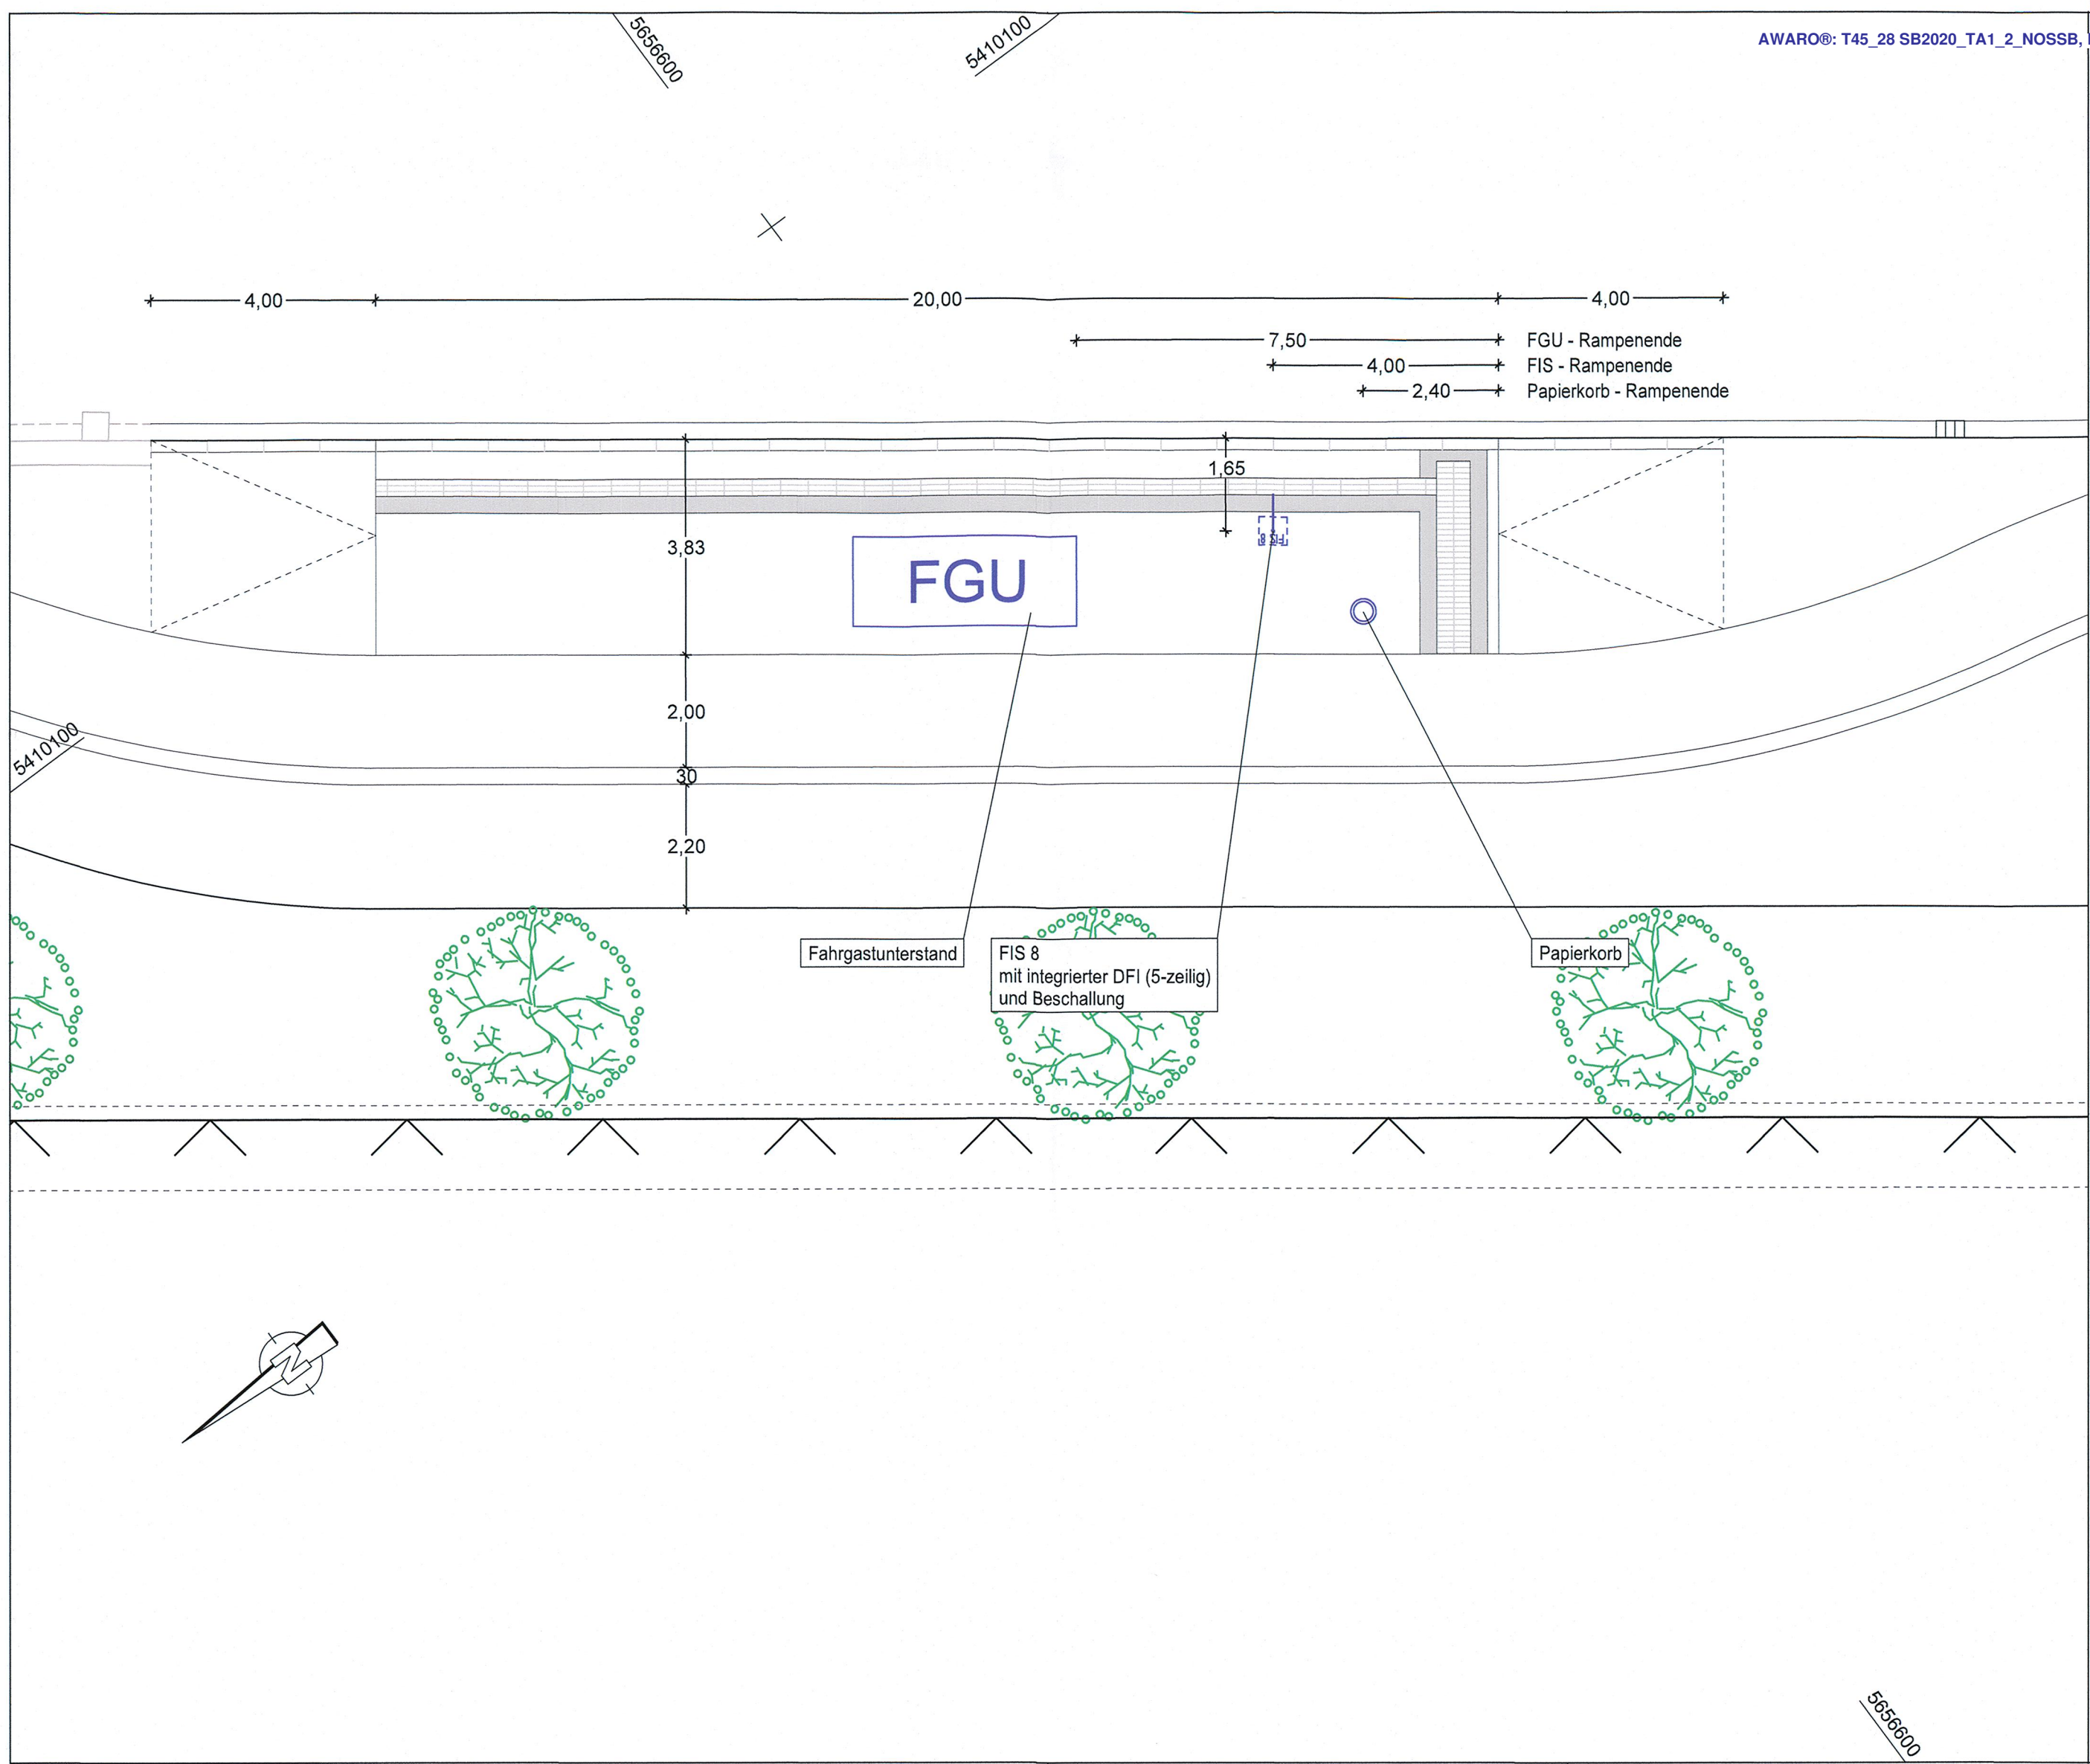 5656600
5410100
AWARO®: T45_28 SB2020_TA1_2_NOSSB,
4,00
20,00
4,00
7,50
FGU - Rampenende
4,00
FIS - Rampenende
2,40
Papierkorb - Rampenende
1,65
3,83
FGU
2,00
5410100
30
2,20
Fahrgastunterstand
FIS 8
mit integrierter DFI (5-zeilig)
und Beschallung
Papierkorb
N
5656600